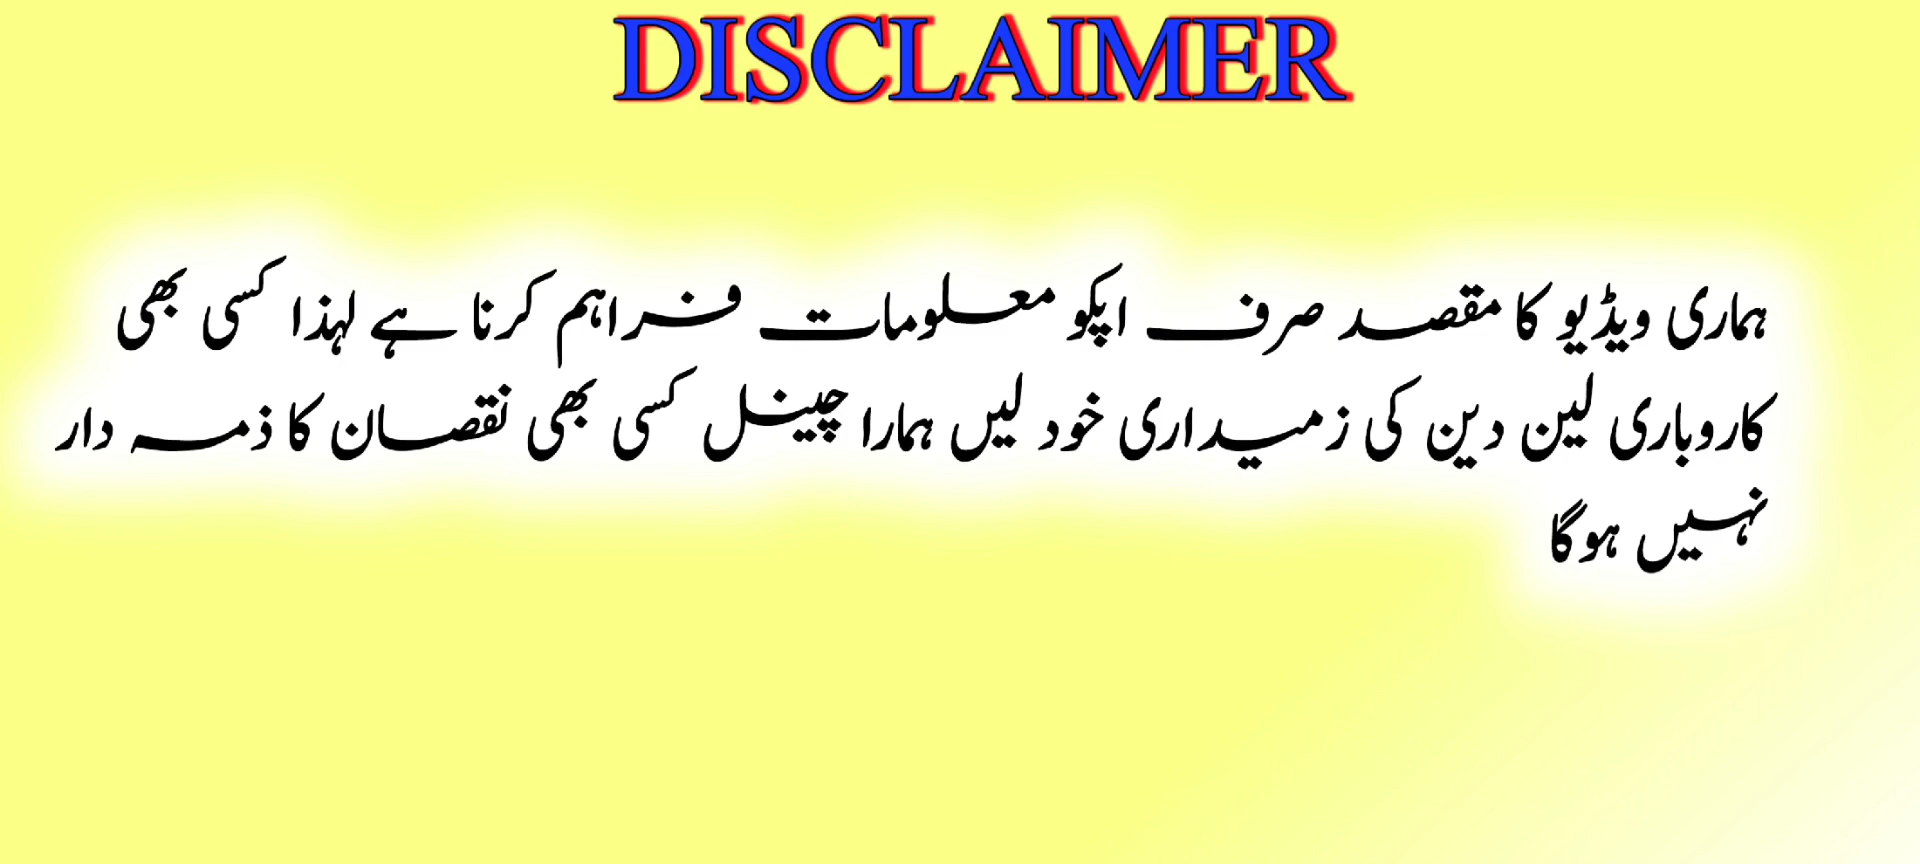 DISCLAIMER
ہماری ویڈیو کا مقصد صرف اپکو معلومات فراہم کرنا ہے لہذا کسی بھی
کاروباری لین دین کی زمیداری خود لیں ہمارا چینل کسی بھی نقصان کا ذمہ دار
نہیں ہوگا